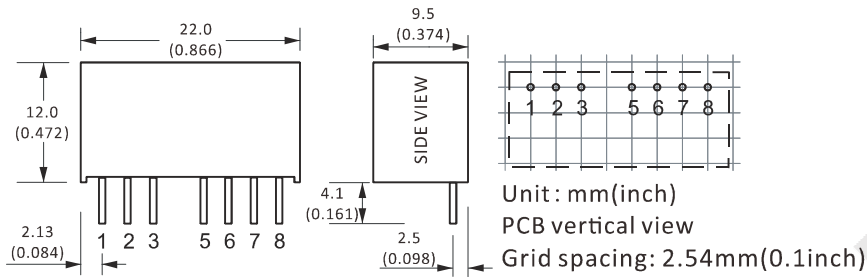 22.0
(0.866)
12.0
(0.472)
2.13
(0.084)
1 2 3 5 6 7 8
9.5
(0.374)
SIDE VIEW
4.1
(0.161)
2.5
(0.098)
1 2 3 5 6 7 8
Unit : mm(inch)
PCB vertical view
Grid spacing: 2.54mm(0.1inch)